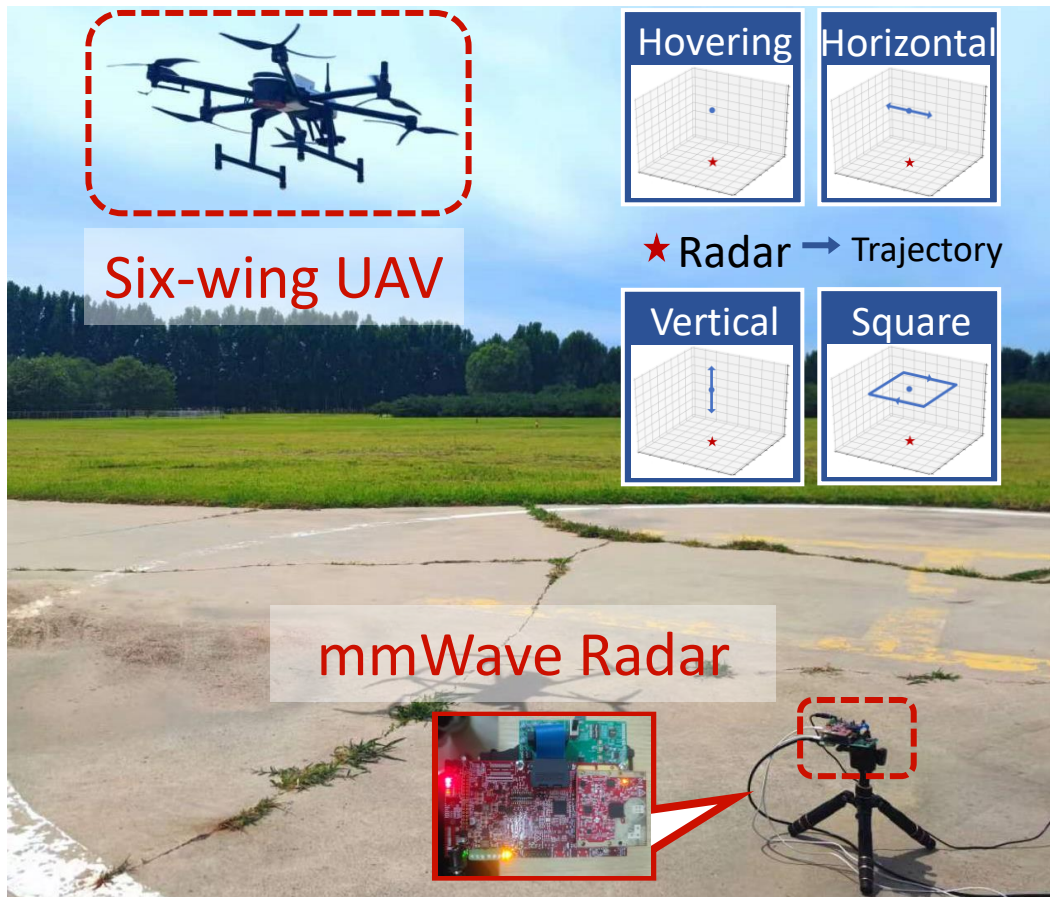 Hovering
Horizontal
★ Radar → Trajectory
Six-wing UAV
Vertical
Square
mmWave Radar